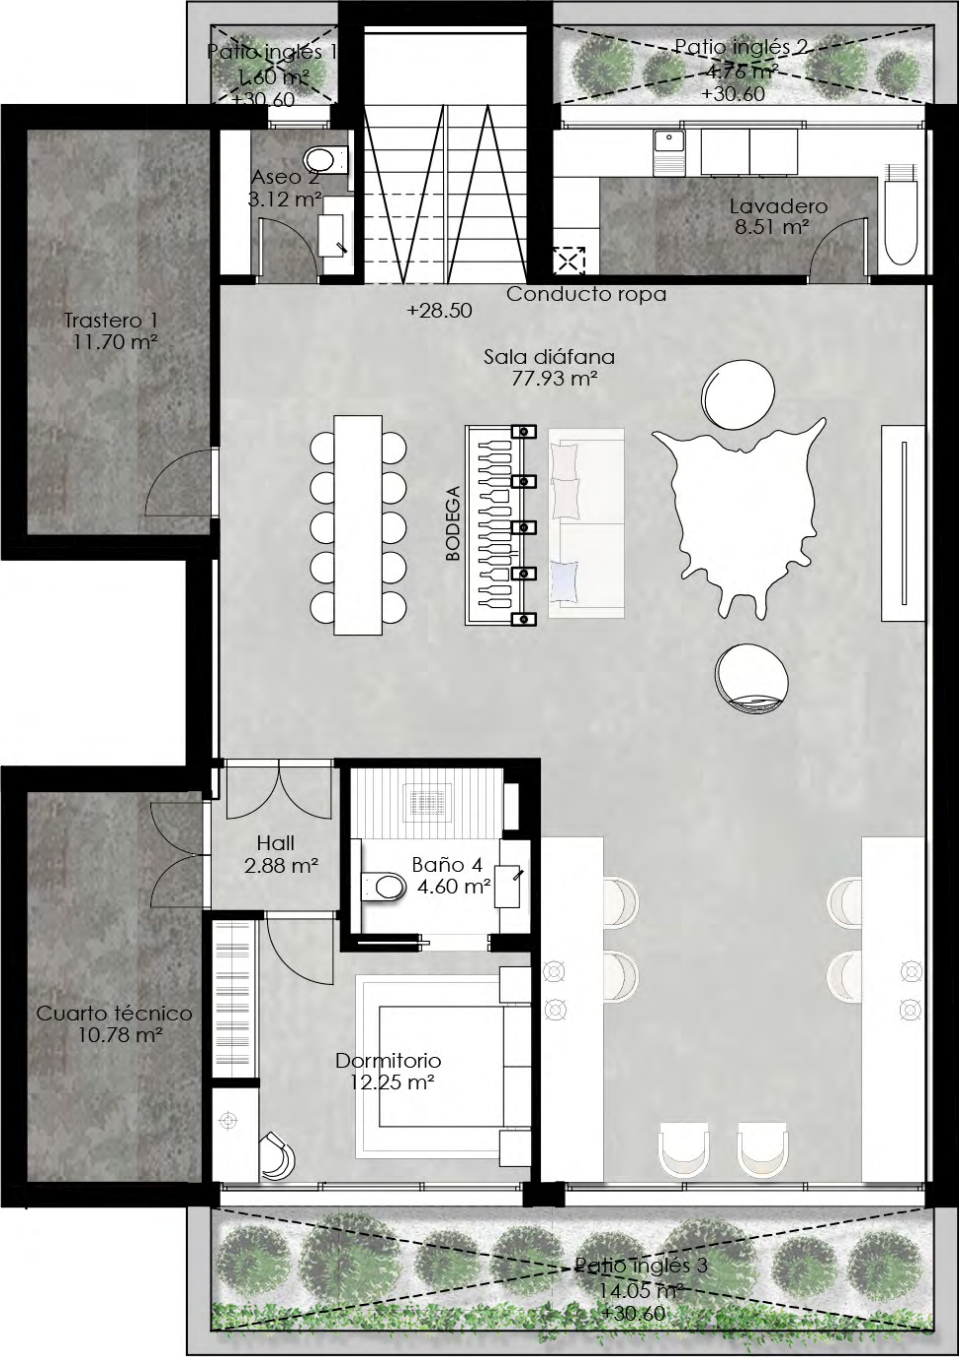 Patio inglés 1
1.60 m²
+30.60
Patio inglés 2
4.76 m²
+30.60
Aseo 2
3.12 m²
Lavadero
8.51 m²
Conducto ropa
+28.50
Trastero 1
11.70 m²
Sala diáfana
77.93 m²
BODEGA
Hall
2.88 m²
Baño 4
4.60 m²
Cuarto técnico
10.78 m²
Dormitorio
12.25 m²
Patio inglés 3
14.05 m²
+30.60